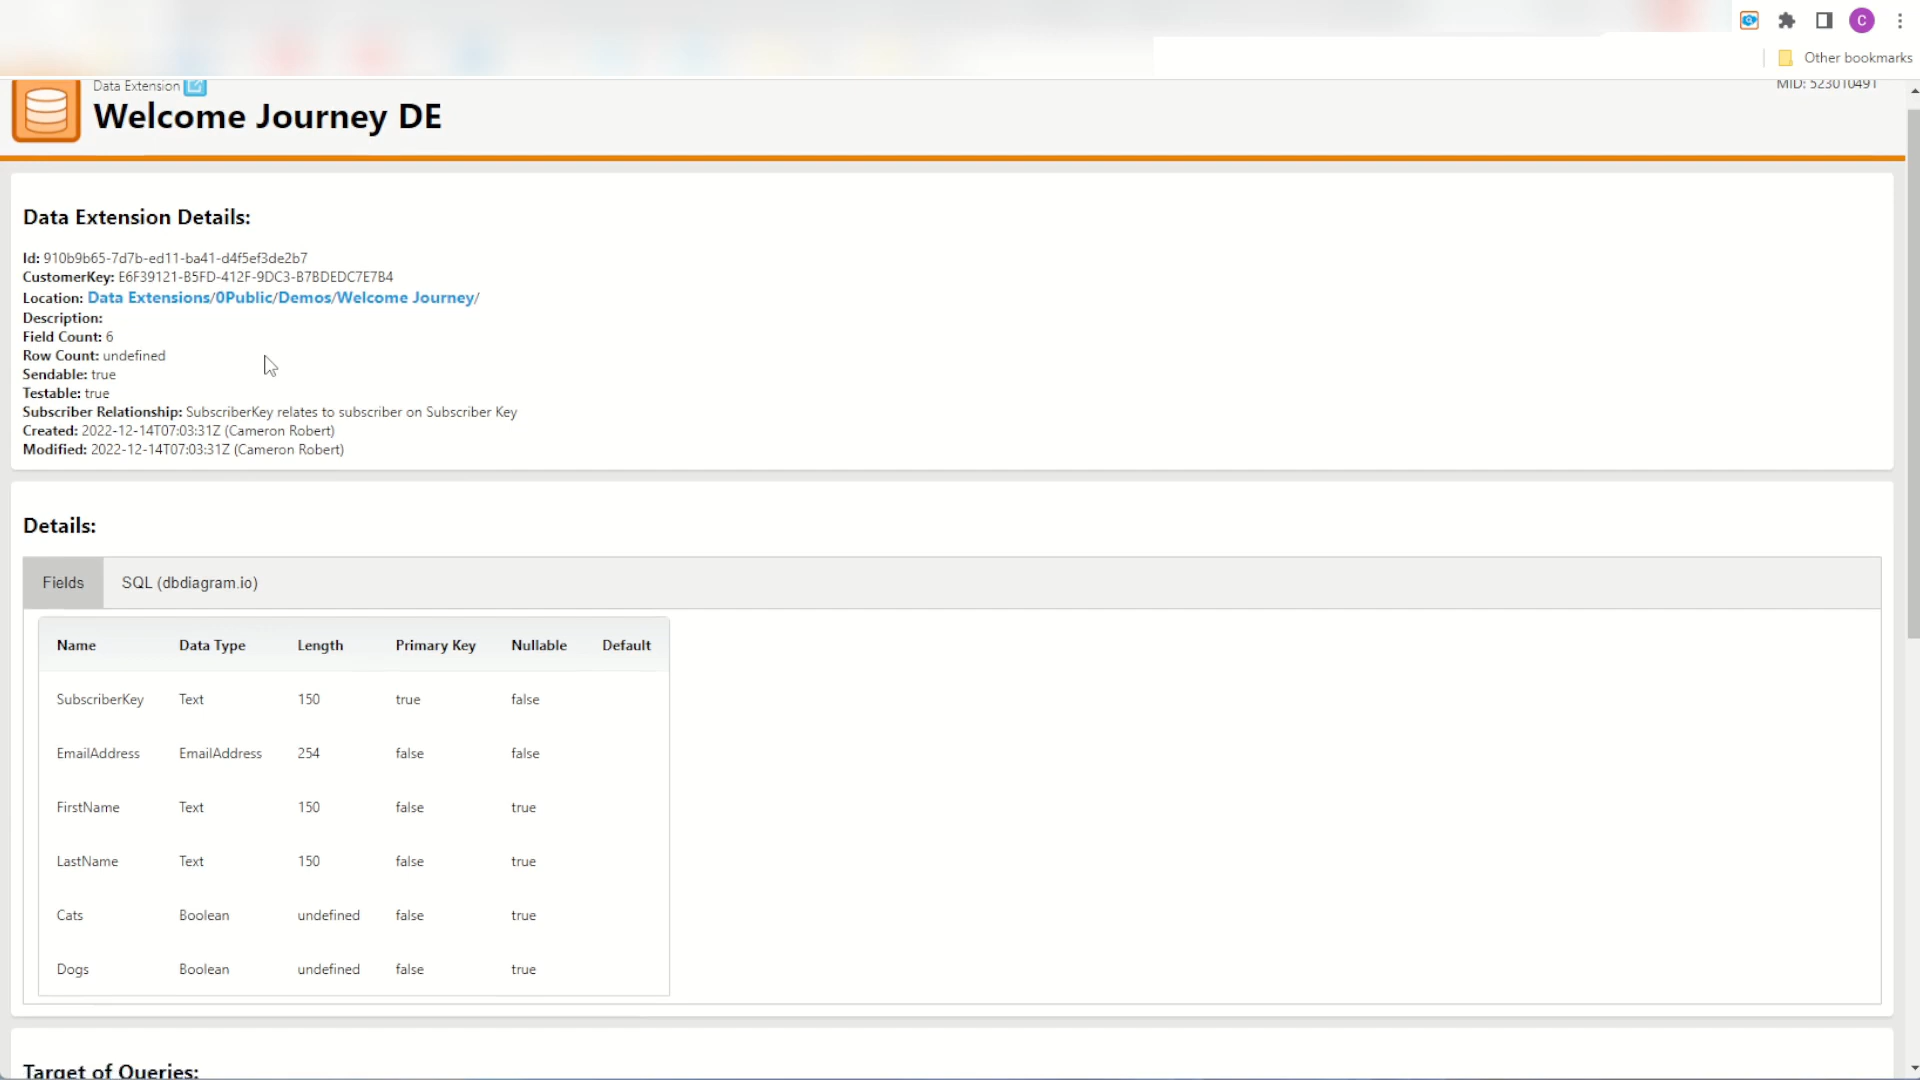 C
Other bookmarks
Data Extension
MID: 523010491
Welcome Journey DE
Data Extension Details:
Id: 910b9b65-7d7b-ed11-ba41-d4f5ef3de2b7
CustomerKey: E6F39121-B5FD-412F-9DC3-B7BDEDC7E7B4
Location: Data Extensions/0Public/Demos/Welcome Journey/
Description:
Field Count: 6
Row Count: undefined
Sendable: true
Testable: true
Subscriber Relationship: SubscriberKey relates to subscriber on Subscriber Key
Created: 2022-12-14T07:03:31Z (Cameron Robert)
Modified: 2022-12-14T07:03:31Z (Cameron Robert)
Details:
Fields SQL (dbdiagram.io)
Name Data Type Length Primary Key Nullable Default
SubscriberKey Text 150 true false
EmailAddress EmailAddress 254 false false
FirstName Text 150 false true
LastName Text 150 false true
Cats Boolean undefined false true
Dogs Boolean undefined false true
Target of Queries: